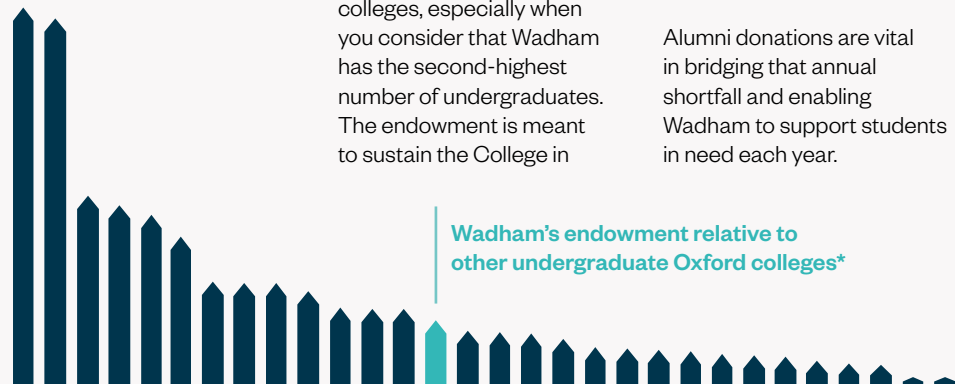 colleges, especially when
you consider that Wadham
has the second-highest
number of undergraduates.
The endowment is meant
to sustain the College in
Alumni donations are vital
in bridging that annual
shortfall and enabling
Wadham to support students
in need each year.
Wadham’s endowment relative to
other undergraduate Oxford colleges*